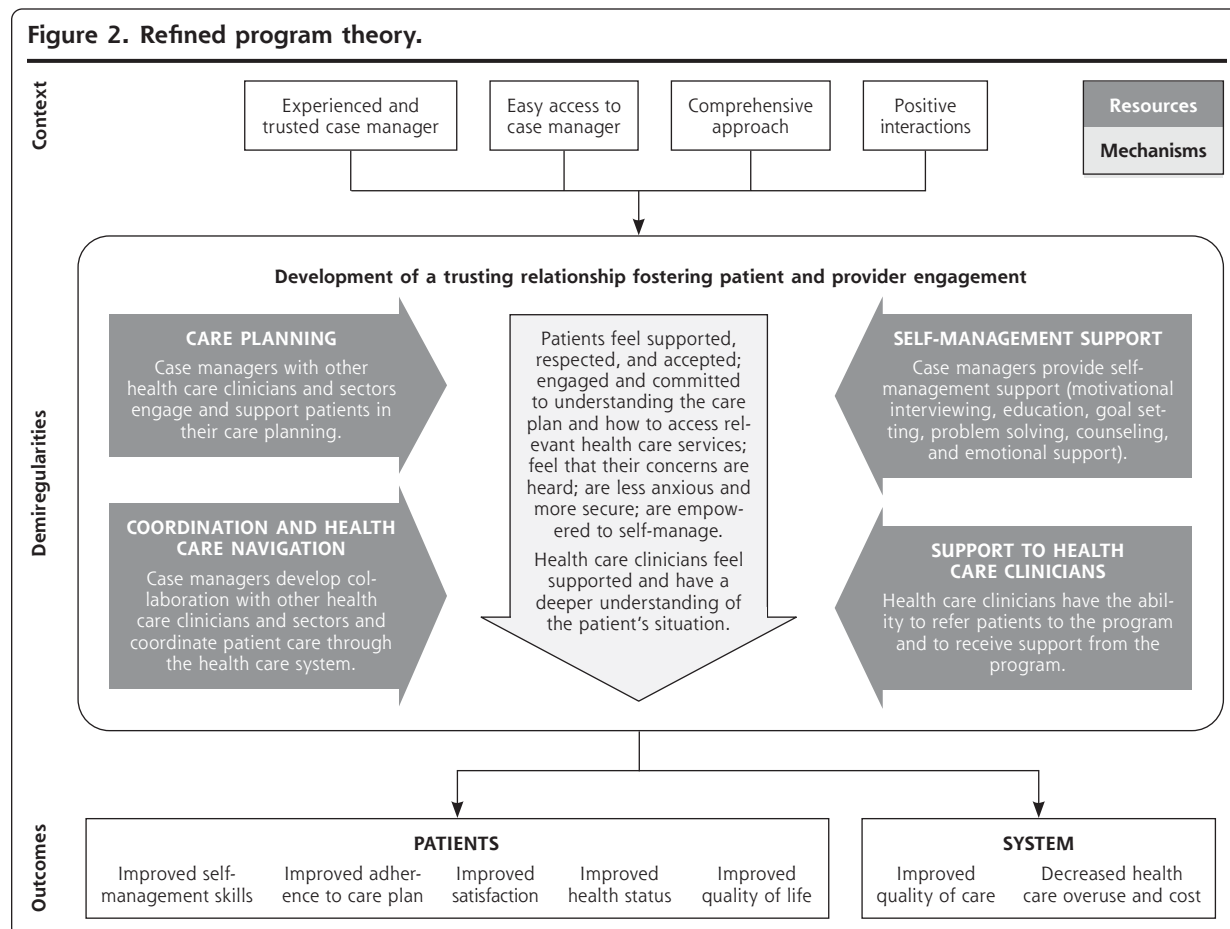 Figure 2. Refined program theory.
Context
Experienced and
trusted case manager
Easy access to
case manager
Comprehensive
approach
Positive
interactions
Resources
Mechanisms
Demiregularities
Development of a trusting relationship fostering patient and provider engagement
CARE PLANNING
Case managers with other
health care clinicians and sectors
engage and support patients in
their care planning.
COORDINATION AND HEALTH
CARE NAVIGATION
Case managers develop col-
laboration with other health
care clinicians and sectors and
coordinate patient care through
the health care system.
Patients feel supported,
respected, and accepted;
engaged and committed
to understanding the care
plan and how to access rel-
evant health care services;
feel that their concerns are
heard; are less anxious and
more secure; are empow-
ered to self-manage.
Health care clinicians feel
supported and have a
deeper understanding of
the patient's situation.
SELF-MANAGEMENT SUPPORT
Case managers provide self-
management support (motivational
interviewing, education, goal set-
ting, problem solving, counseling,
and emotional support).
SUPPORT TO HEALTH
CARE CLINICIANS
Health care clinicians have the abil-
ity to refer patients to the program
and to receive support from the
program.
Outcomes
PATIENTS
Improved self-
management skills
Improved adher-
ence to care plan
Improved
satisfaction
Improved
health status
Improved
quality of life
SYSTEM
Improved
quality of care
Decreased health
care overuse and cost